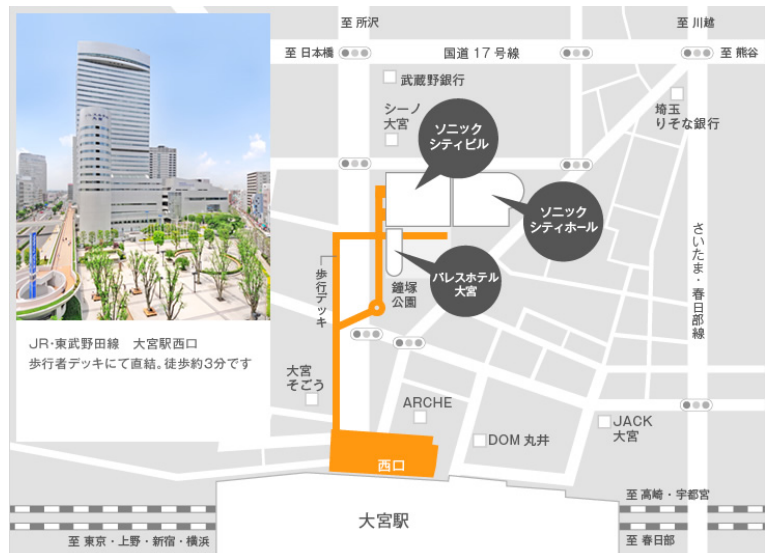 至 所沢
至 川越
至 日本橋
国道 17 号線
至 熊谷
武蔵野銀行
シーノ
大宮
埼玉
りそな銀行
ソニック
シティビル
ソニック
シティホール
パレスホテル
大宮
さいたま・春日部線
歩行デッキ
鐘塚
公園
JR・東武野田線 大宮駅西口
歩行者デッキにて直結。徒歩約3分です
大宮
そごう
ARCHE
DOM 丸井
JACK
大宮
西口
大宮駅
至 高崎・宇都宮
至 東京・上野・新宿・横浜
至 春日部